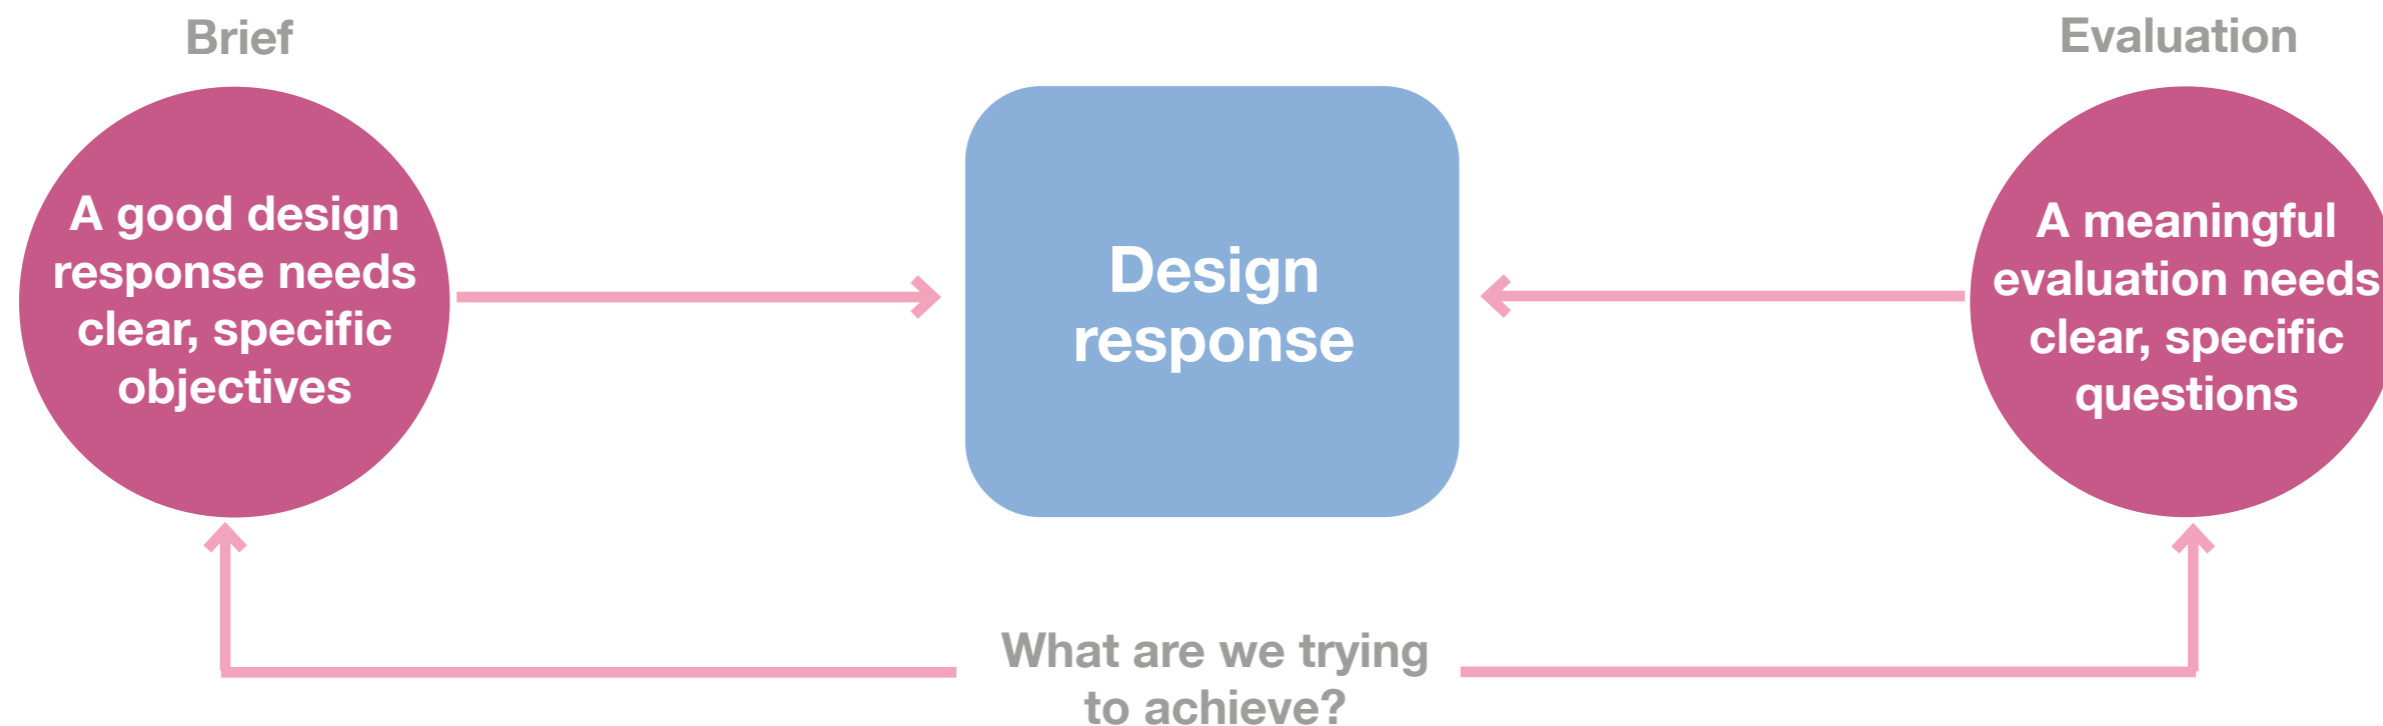 Brief
Evaluation
A good design
response needs
clear, specific
objectives
Design
response
A meaningful
evaluation needs
clear, specific
questions
What are we trying
to achieve?